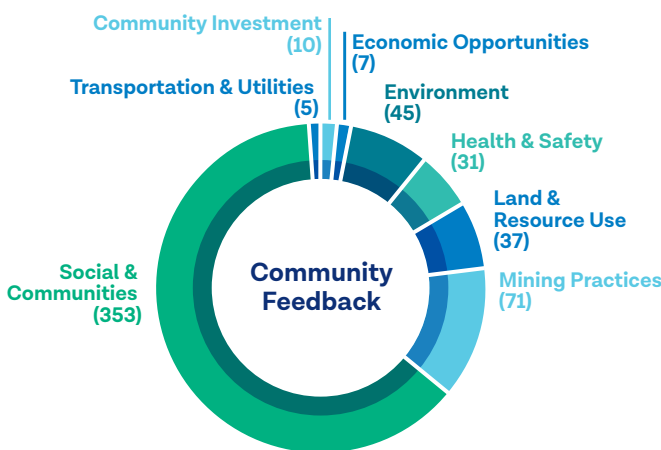 Community Investment
(10)
Economic Opportunities
(7)
Transportation & Utilities
(5)
Environment
(45)
Health & Safety
(31)
Land &
Resource Use
(37)
Mining Practices
(71)
Social &
Communities
(353)
Community
Feedback